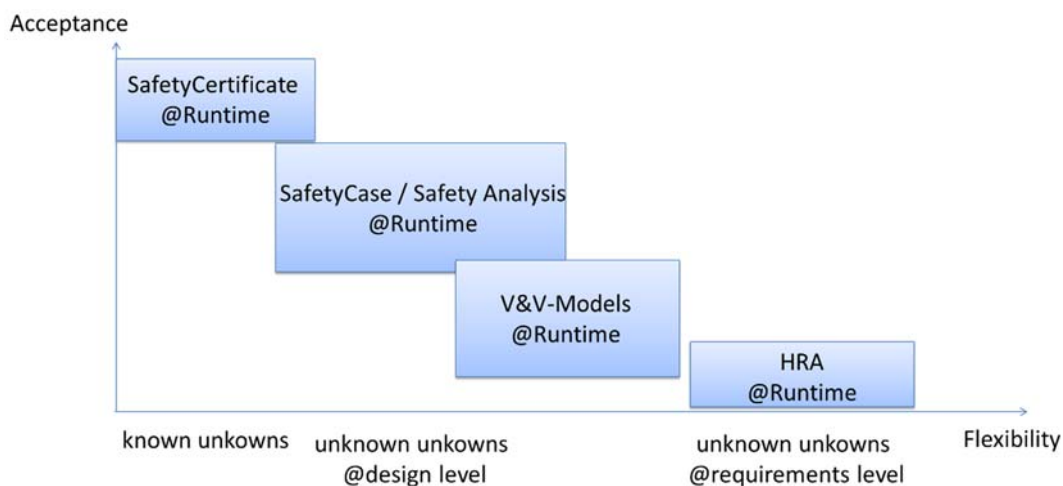 Acceptance
SafetyCertificate
@Runtime
SafetyCase / Safety Analysis
@Runtime
V&V-Models
@Runtime
HRA
@Runtime
known unkowns
unknown unkowns
@design level
unknown unkowns
@requirements level
Flexibility